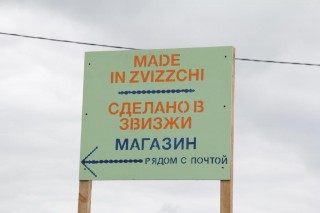 MADE
IN ZVIZZCHI
СДЕЛАНО В
ЗВИЗЖИ
МАГАЗИН
РЯДОМ С ПОЧТОЙ